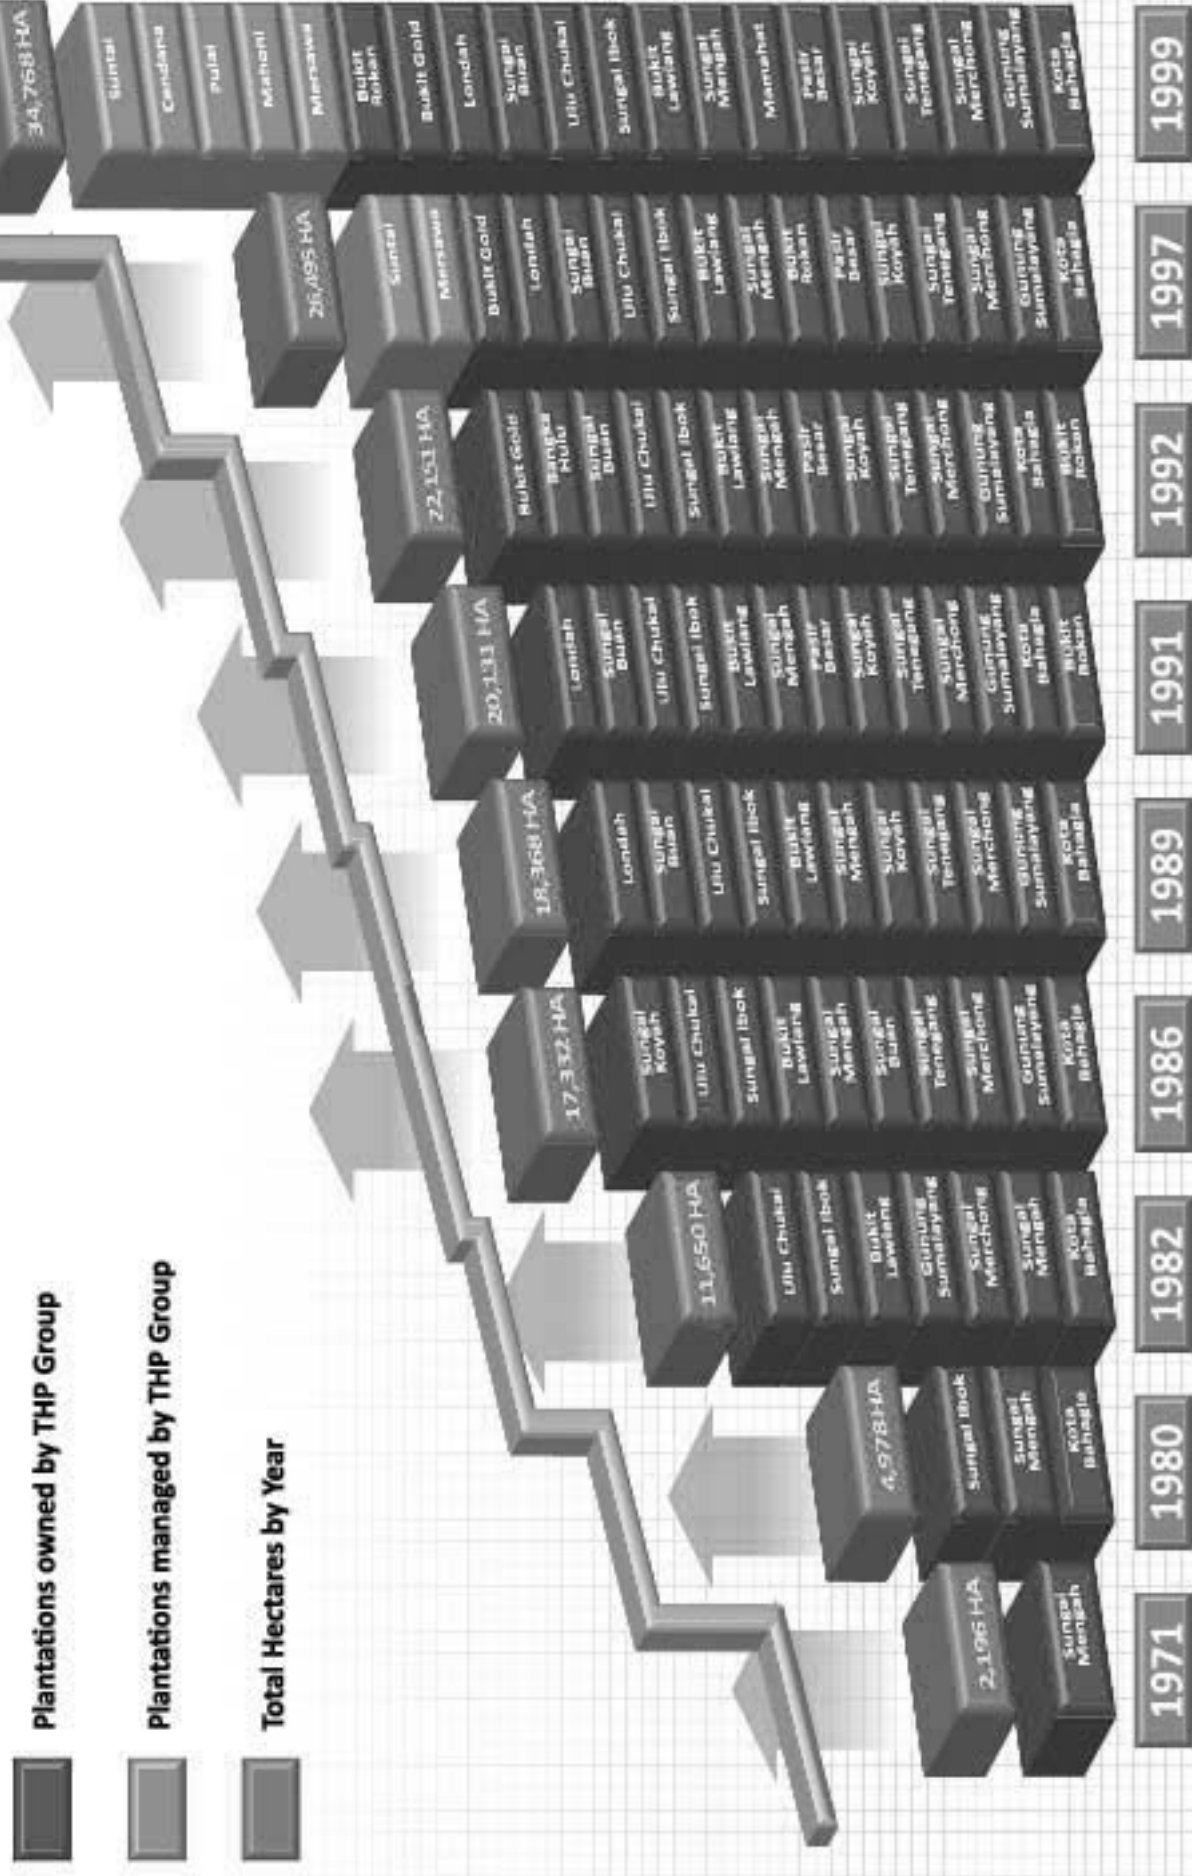 Plantations owned by THP Group
Plantations managed by THP Group
Total Hectares by Year
2,196 HA
Sungai
Mengah
1971
4,978 HA
Sungai Ibok
Sungai
Mengah
Kota
Bahagia
1980
11,650 HA
Ulu Chukai
Sungai Ibok
Bukit
Lawiang
Gunung
Sumalayang
Sungai
Merchong
Sungai
Mengah
Kota
Bahagia
1982
17,332 HA
Sungai
Koyah
Ulu Chukai
Sungai Ibok
Bukit
Lawiang
Sungai
Mengah
Sungai
Buan
Sungai
Tenegang
Sungai
Merchong
Gunung
Sumalayang
Kota
Bahagia
1986
18,368 HA
Londah
Sungai
Buan
Ulu Chukai
Sungai Ibok
Bukit
Lawiang
Sungai
Mengah
Sungai
Koyah
Sungai
Tenegang
Sungai
Merchong
Gunung
Sumalayang
Kota
Bahagia
1989
20,131 HA
Londah
Sungai
Buan
Ulu Chukai
Sungai Ibok
Bukit
Lawiang
Sungai
Mengah
Pasir
Besar
Sungai
Koyah
Sungai
Tenegang
Sungai
Merchong
Gunung
Sumalayang
Kota
Bahagia
Bukit
Rokan
1991
22,151 HA
Bukit Gold
Bangka
Hulu
Sungai
Buan
Ulu Chukai
Sungai Ibok
Bukit
Lawiang
Sungai
Mengah
Pasir
Besar
Sungai
Koyah
Sungai
Tenegang
Sungai
Merchong
Gunung
Sumalayang
Kota
Bahagia
Bukit
Rokan
1992
26,495 HA
Suntai
Mersawa
Bukit Gold
Londah
Sungai
Buan
Ulu Chukai
Sungai Ibok
Bukit
Lawiang
Sungai
Mengah
Bukit
Rokan
Pasir
Besar
Sungai
Koyah
Sungai
Tenegang
Sungai
Merchong
Gunung
Sumalayang
Kota
Bahagia
1997
34,768 HA
Suntai
Cendana
Pulai
Mahoni
Mersawa
Bukit
Rokan
Bukit Gold
Londah
Sungai
Buan
Ulu Chukai
Sungai Ibok
Bukit
Lawiang
Sungai
Mengah
Mamahat
Pasir
Besar
Sungai
Koyah
Sungai
Tenegang
Sungai
Merchong
Gunung
Sumalayang
Kota
Bahagia
1999